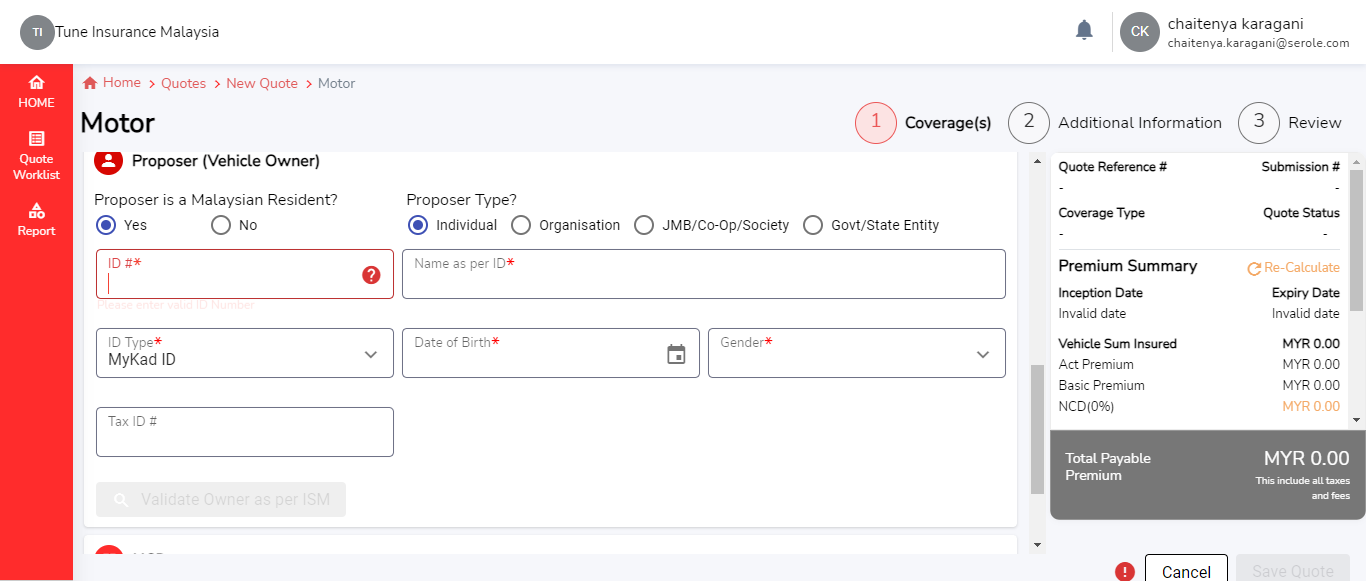 TI Tune Insurance Malaysia
CK
chaitenya karagani
chaitenya.karagani@serole.com
HOME
Quote
Worklist
Report
Home > Quotes > New Quote > Motor
Motor
1 Coverage(s) 2 Additional Information 3 Review
Proposer (Vehicle Owner)
Proposer is a Malaysian Resident?
Yes No
Proposer Type?
Individual Organisation JMB/Co-Op/Society Govt/State Entity
ID #*
?
Please enter valid ID Number
Name as per ID*
ID Type*
MyKad ID
Date of Birth*
Gender*
Tax ID #
Validate Owner as per ISM
Quote Reference # Submission #
- -
Coverage Type Quote Status
- -
Premium Summary Re-Calculate
Inception Date Expiry Date
Invalid date Invalid date
Vehicle Sum Insured MYR 0.00
Act Premium MYR 0.00
Basic Premium MYR 0.00
NCD(0%) MYR 0.00
Total Payable
Premium
MYR 0.00
This include all taxes
and fees
! Cancel Save Quote